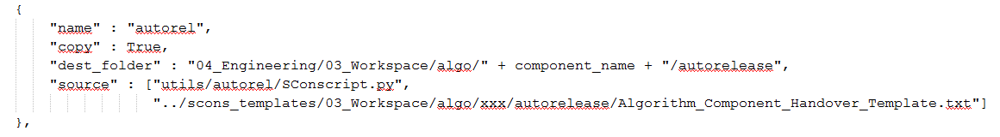 {
"name" : "autorel",
"copy" : True,
"dest_folder" : "04_Engineering/03_Workspace/algo/" + component_name + "/autorelease",
"source" : ["utils/autorel/SConscript.py",
"../scons_templates/03_Workspace/algo/xxx/autorelease/Algorithm_Component_Handover_Template.txt"]
},